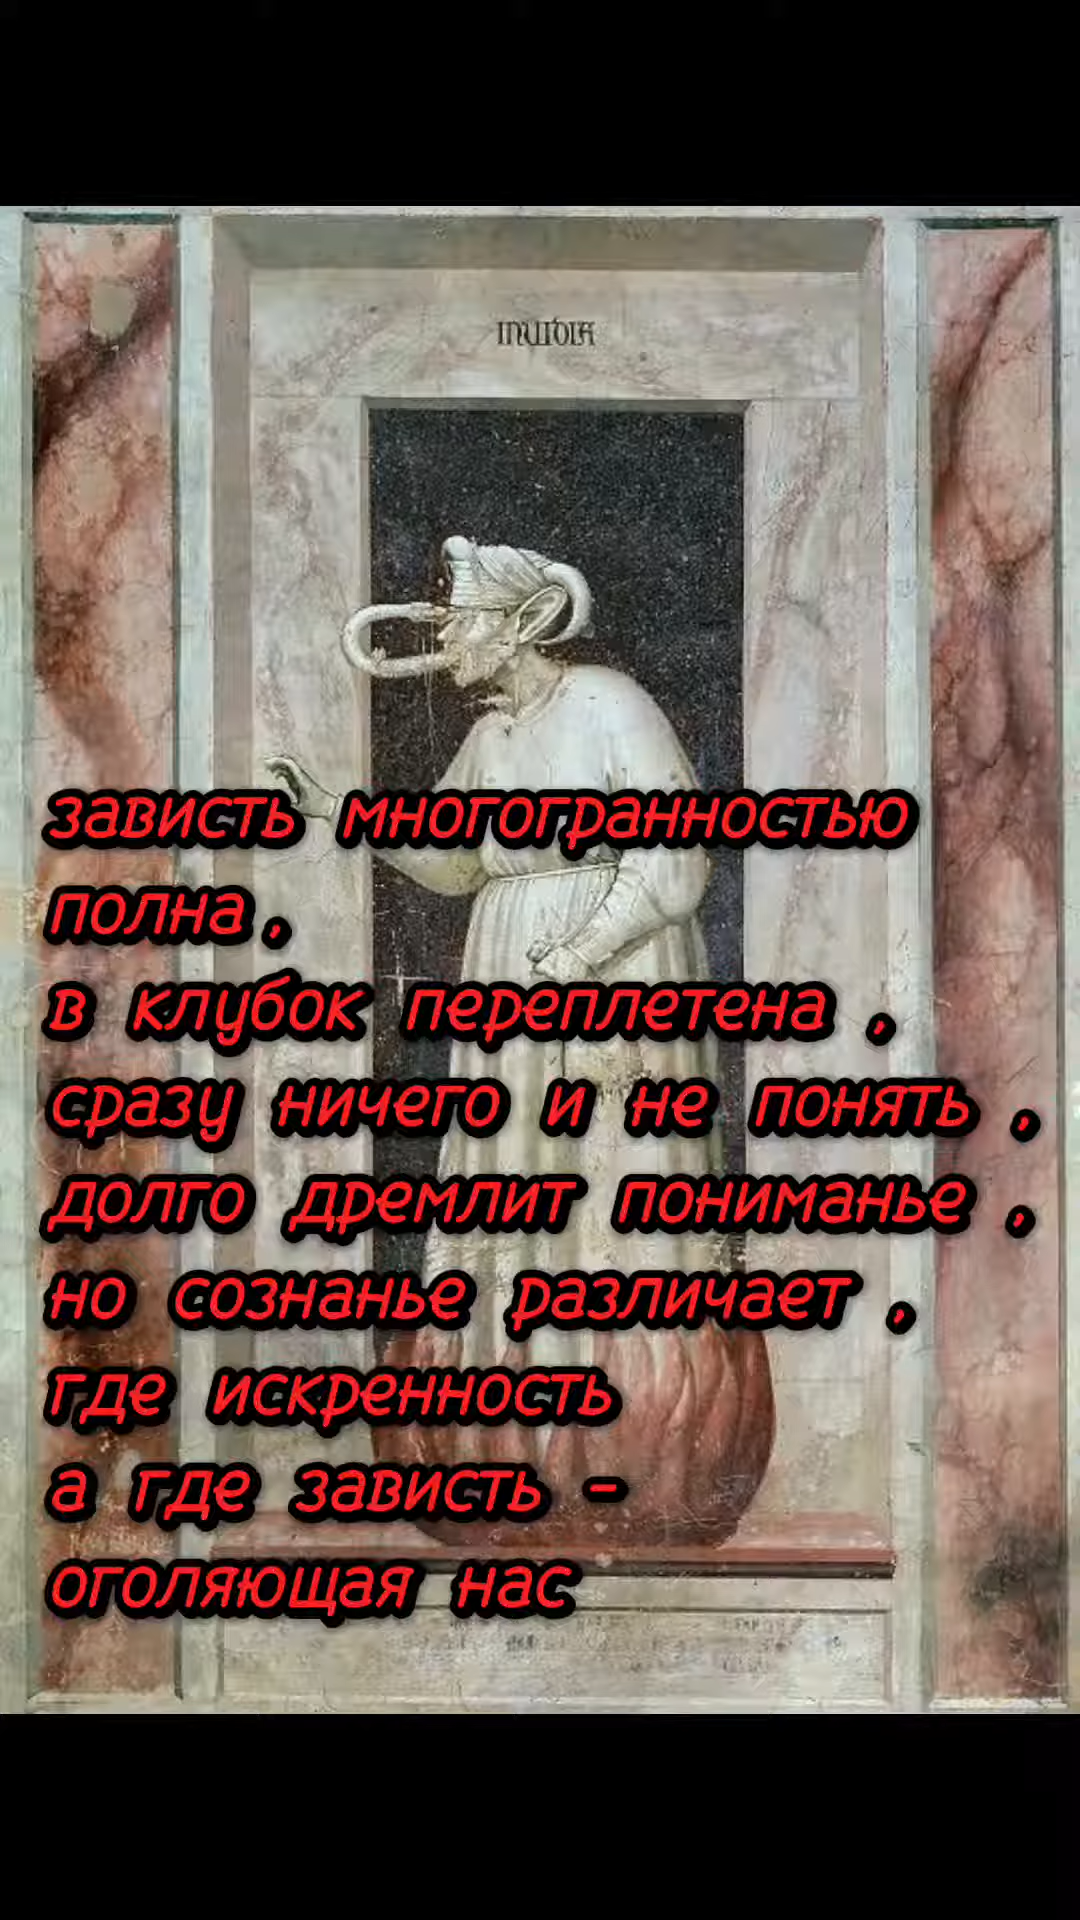 INVIDIA
зависть многогранностью
полна,
в клубок переплетена ,
сразу ничего и не понять ,
долго дремлит пониманье ,
но сознанье различает ,
где искренность
а где зависть -
оголяющая нас